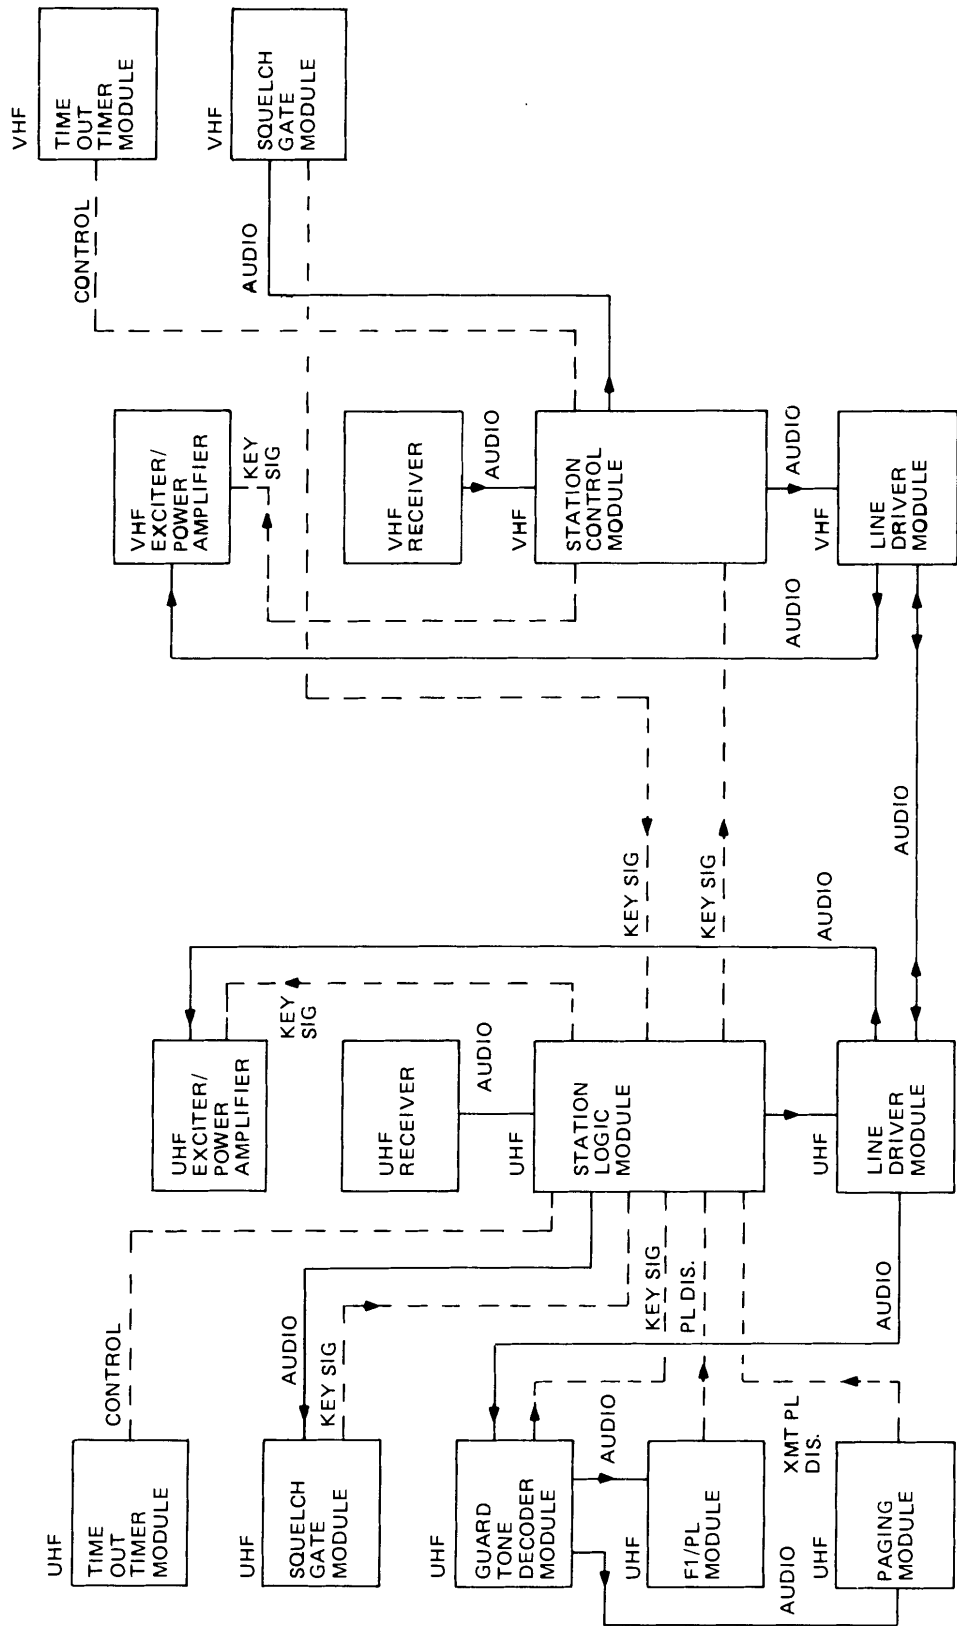 VHF
TIME
OUT
TIMER
MODULE
VHF
SQUELCH
GATE
MODULE
CONTROL
AUDIO
VHF
EXCITER/
POWER
AMPLIFIER
KEY
SIG
VHF
RECEIVER
AUDIO
VHF
STATION
CONTROL
MODULE
AUDIO
VHF
LINE
DRIVER
MODULE
AUDIO
KEY SIG
KEY SIG
AUDIO
AUDIO
UHF
EXCITER/
POWER
AMPLIFIER
KEY
SIG
UHF
RECEIVER
AUDIO
UHF
STATION
LOGIC
MODULE
UHF
LINE
DRIVER
MODULE
CONTROL
AUDIO
KEY SIG
KEY SIG
PL DIS.
AUDIO
UHF
TIME
OUT
TIMER
MODULE
UHF
SQUELCH
GATE
MODULE
UHF
GUARD
TONE
DECODER
MODULE
AUDIO
UHF
F1/PL
MODULE
XMT PL
DIS.
AUDIO
UHF
PAGING
MODULE